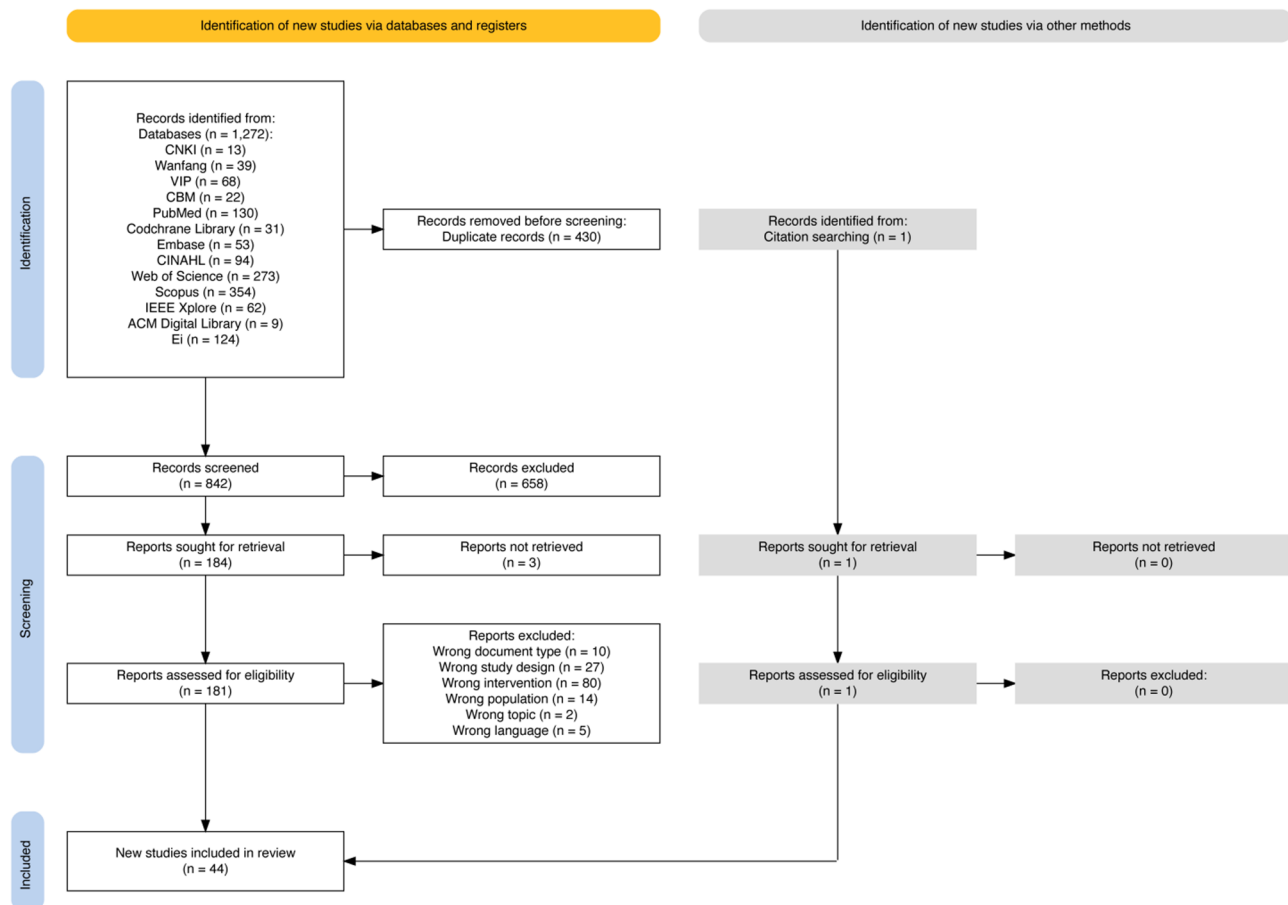 Identification of new studies via databases and registers
Identification of new studies via other methods
Identification
Records identified from:
Databases (n = 1,272):
CNKI (n = 13)
Wanfang (n = 39)
VIP (n = 68)
CBM (n = 22)
PubMed (n = 130)
Codchrane Library (n = 31)
Embase (n = 53)
CINAHL (n = 94)
Web of Science (n = 273)
Scopus (n = 354)
IEEE Xplore (n = 62)
ACM Digital Library (n = 9)
Ei (n = 124)
Records removed before screening:
Duplicate records (n = 430)
Records identified from:
Citation searching (n = 1)
Screening
Records screened
(n = 842)
Records excluded
(n = 658)
Reports sought for retrieval
(n = 184)
Reports not retrieved
(n = 3)
Reports sought for retrieval
(n = 1)
Reports not retrieved
(n = 0)
Reports assessed for eligibility
(n = 181)
Reports excluded:
Wrong document type (n = 10)
Wrong study design (n = 27)
Wrong intervention (n = 80)
Wrong population (n = 14)
Wrong topic (n = 2)
Wrong language (n = 5)
Reports assessed for eligibility
(n = 1)
Reports excluded:
(n = 0)
Included
New studies included in review
(n = 44)